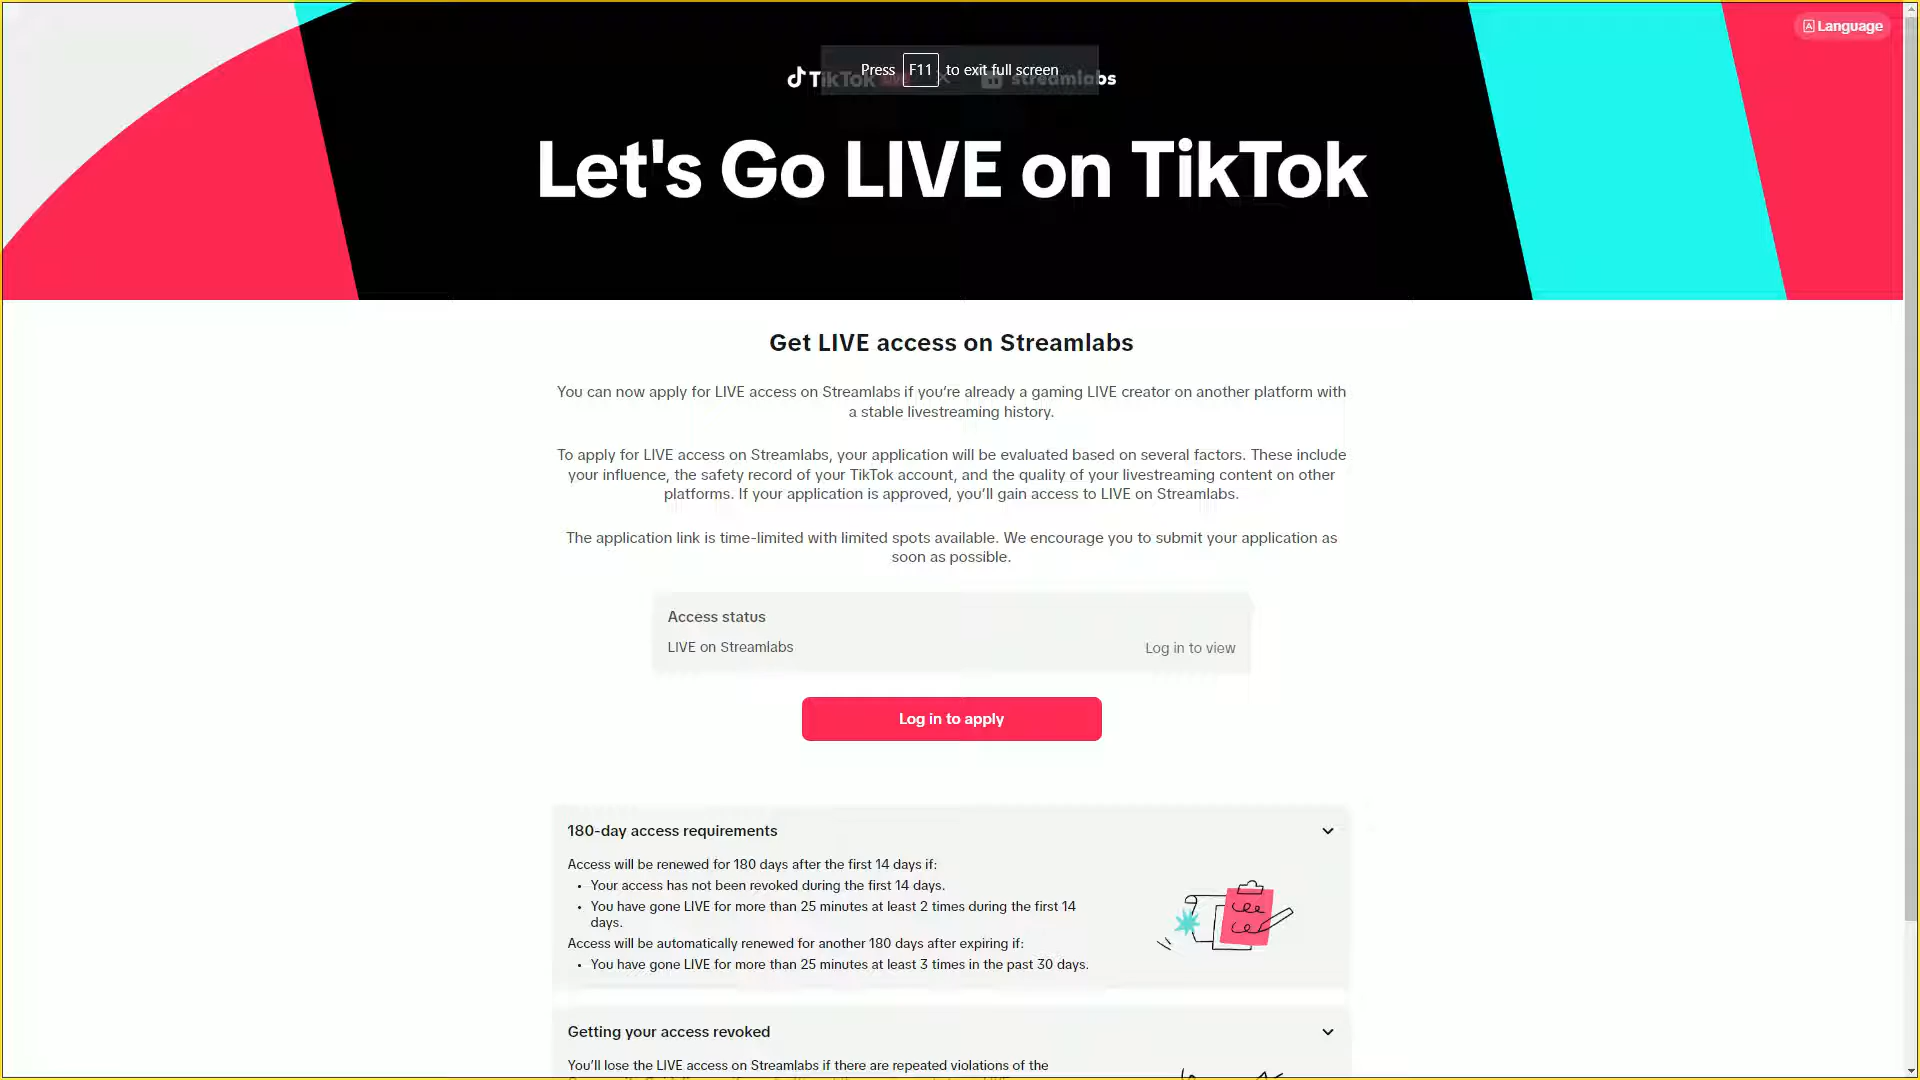 Language
Press F11 to exit full screen
TikTok streamlabs
Let's Go LIVE on TikTok
Get LIVE access on Streamlabs
You can now apply for LIVE access on Streamlabs if you’re already a gaming LIVE creator on another platform with
a stable livestreaming history.
To apply for LIVE access on Streamlabs, your application will be evaluated based on several factors. These include
your influence, the safety record of your TikTok account, and the quality of your livestreaming content on other
platforms. If your application is approved, you’ll gain access to LIVE on Streamlabs.
The application link is time-limited with limited spots available. We encourage you to submit your application as
soon as possible.
Access status
LIVE on Streamlabs Log in to view
Log in to apply
180-day access requirements
Access will be renewed for 180 days after the first 14 days if:
• Your access has not been revoked during the first 14 days.
• You have gone LIVE for more than 25 minutes at least 2 times during the first 14
days.
Access will be automatically renewed for another 180 days after expiring if:
• You have gone LIVE for more than 25 minutes at least 3 times in the past 30 days.
Getting your access revoked
You’ll lose the LIVE access on Streamlabs if there are repeated violations of the